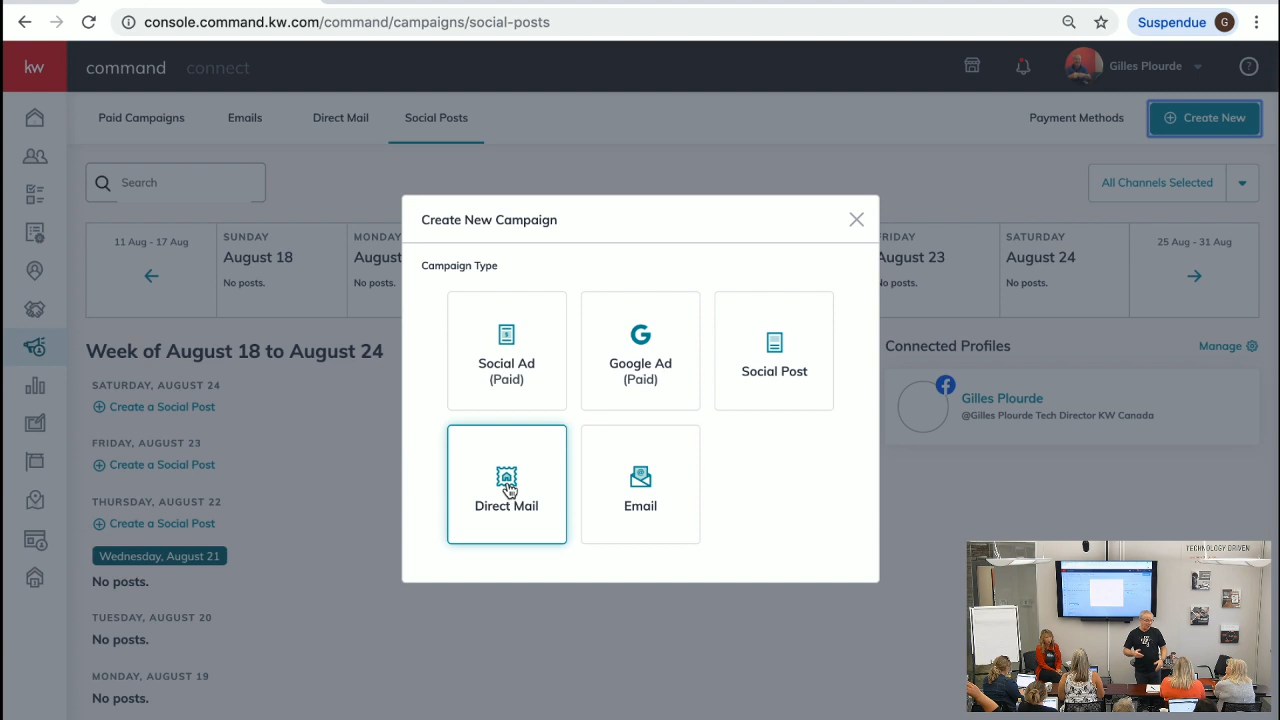 console.command.kw.com/command/campaigns/social-posts
Suspendue
G
kw
command
connect
Gilles Plourde
Paid Campaigns
Emails
Direct Mail
Social Posts
Payment Methods
Create New
Search
All Channels Selected
11 Aug - 17 Aug
SUNDAY
August 18
No posts.
MONDAY
August
No posts.
RIDAY
August 23
No posts.
SATURDAY
August 24
No posts.
25 Aug - 31 Aug
Create New Campaign
Campaign Type
Social Ad
(Paid)
Google Ad
(Paid)
Social Post
Direct Mail
Email
Week of August 18 to August 24
SATURDAY, AUGUST 24
Create a Social Post
FRIDAY, AUGUST 23
Create a Social Post
THURSDAY, AUGUST 22
Create a Social Post
Wednesday, August 21
No posts.
TUESDAY, AUGUST 20
No posts.
MONDAY, AUGUST 19
No posts.
Connected Profiles
Manage
Gilles Plourde
@Gilles Plourde Tech Director KW Canada
TECHNOLOGY DRIVEN